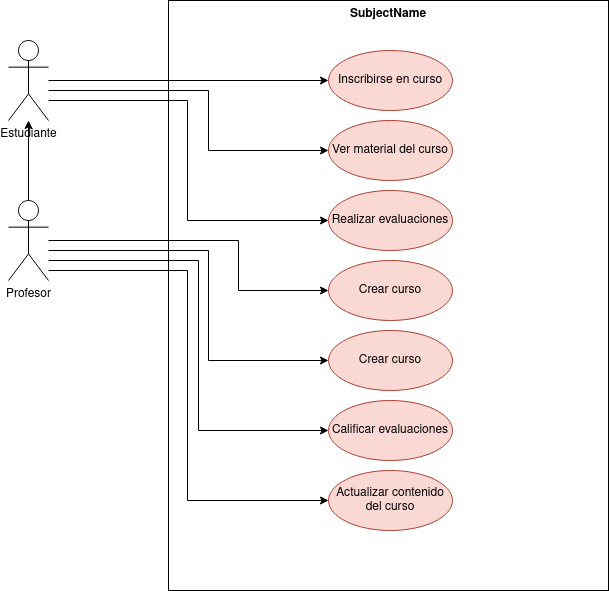 SubjectName
Inscribirse en curso
Estudiante
Ver material del curso
Realizar evaluaciones
Profesor
Crear curso
Crear curso
Calificar evaluaciones
Actualizar contenido
del curso